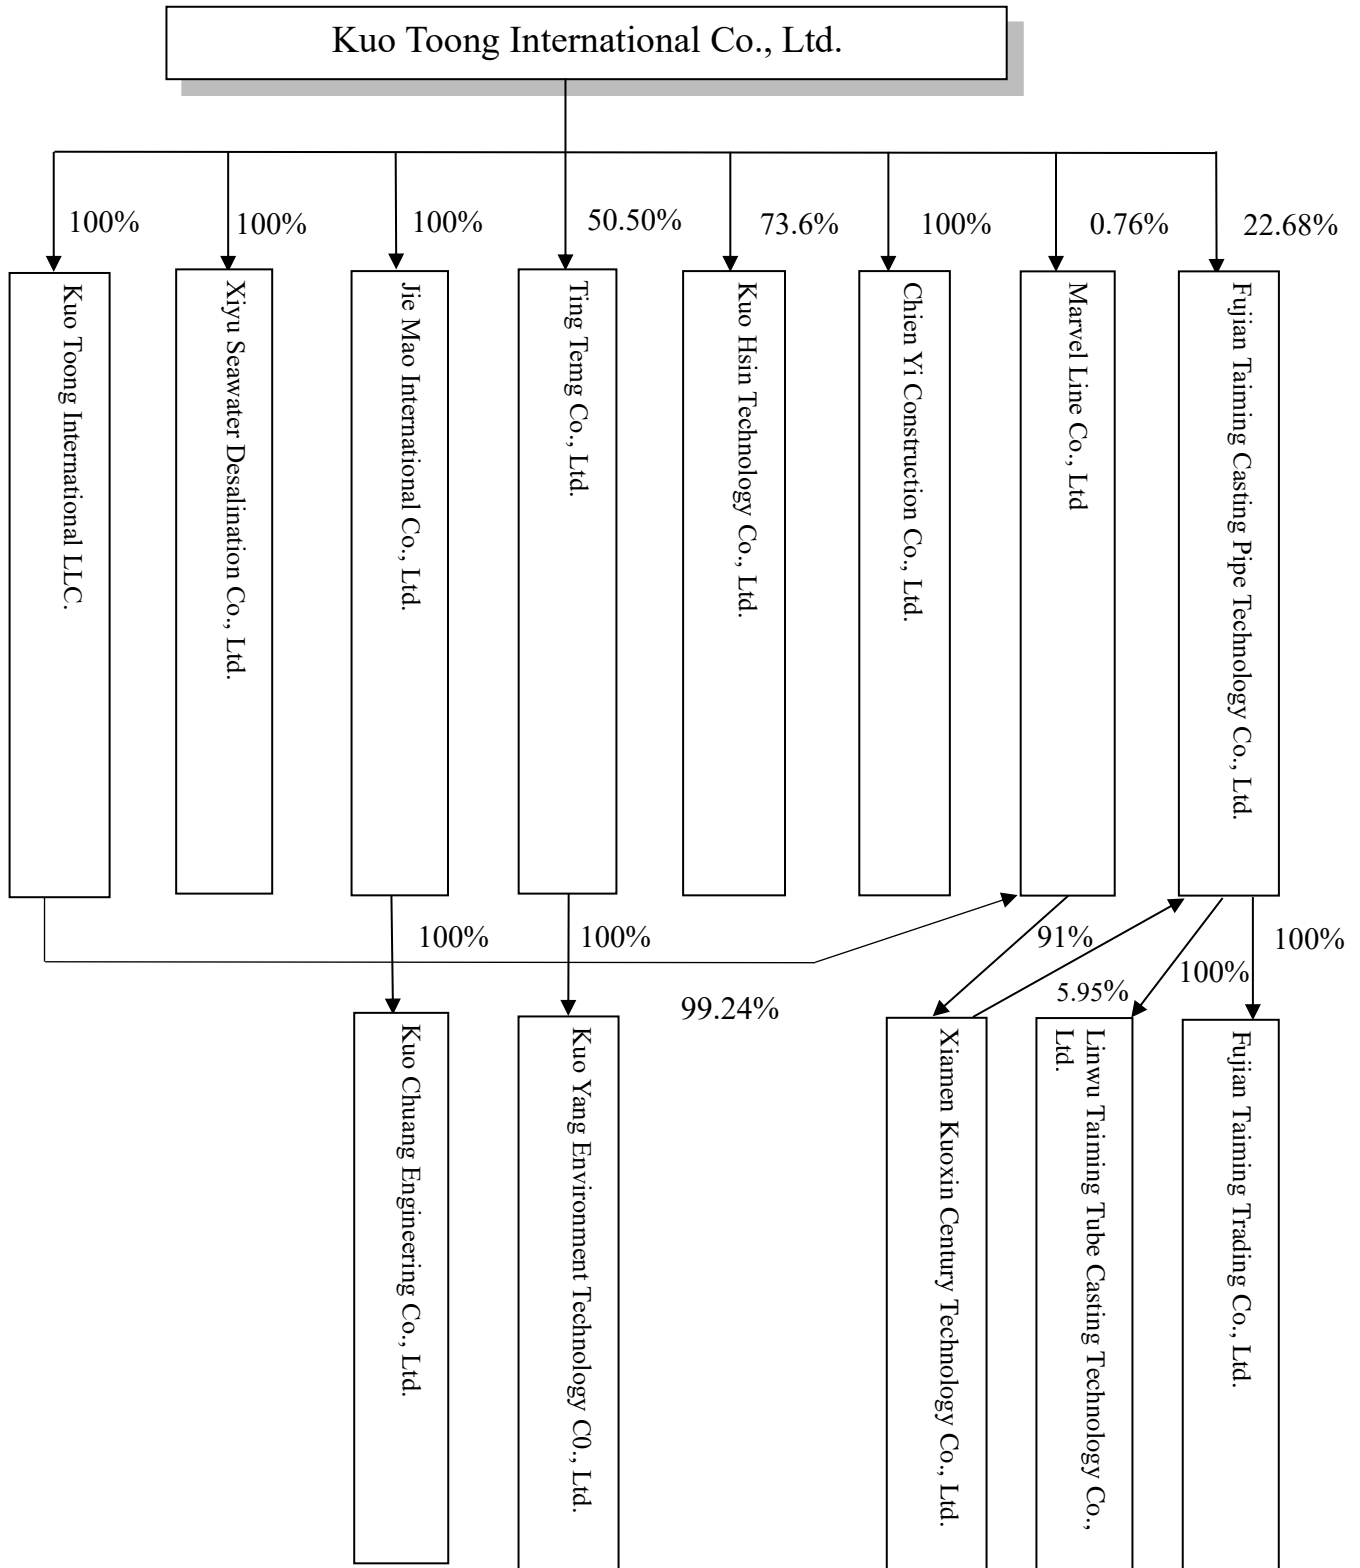 Kuo Toong International Co., Ltd.
100%
100%
100%
50.50%
73.6%
100%
0.76%
22.68%
Kuo Toong International LLC.
Xiyu Seawater Desalination Co., Ltd.
Jie Mao International Co., Ltd.
Ting Temg Co., Ltd.
Kuo Hsin Technology Co., Ltd.
Chien Yi Construction Co., Ltd.
Marvel Line Co., Ltd
Fujian Taiming Casting Pipe Technology Co., Ltd.
100%
100%
99.24%
91%
5.95%
100%
100%
Kuo Chuang Engineering Co., Ltd.
Kuo Yang Environment Technology C0., Ltd.
Xiamen Kuoxin Century Technology Co., Ltd.
Linwu Taiming Tube Casting Technology Co.,
Ltd.
Fujian Taiming Trading Co., Ltd.